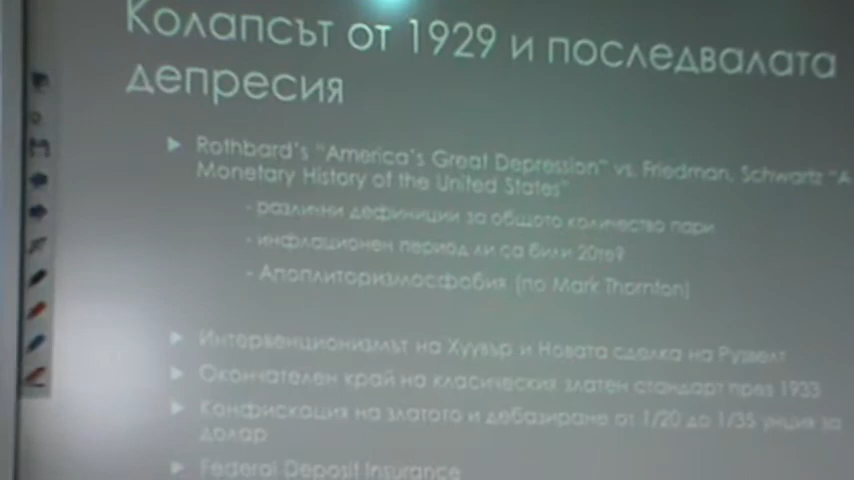 Колапсът от 1929 и последвалата
депресия
Rothbard's "America's Great Depression" vs. Friedman, Schwartz "A
Monetary History of the United States"
- различни дефиниции за общото количество пари
- инфлационен период ли са били 20те?
- Апоплиторизмосфобия (по Mark Thornton)
Интервенционизмът на Хуувър и Новата сделка на Рузвелт
Окончателен край на класическия златен стандарт през 1933
Конфискация на златото и дебазиране от 1/20 до 1/35 унция за
долар
Federal Deposit Insurance